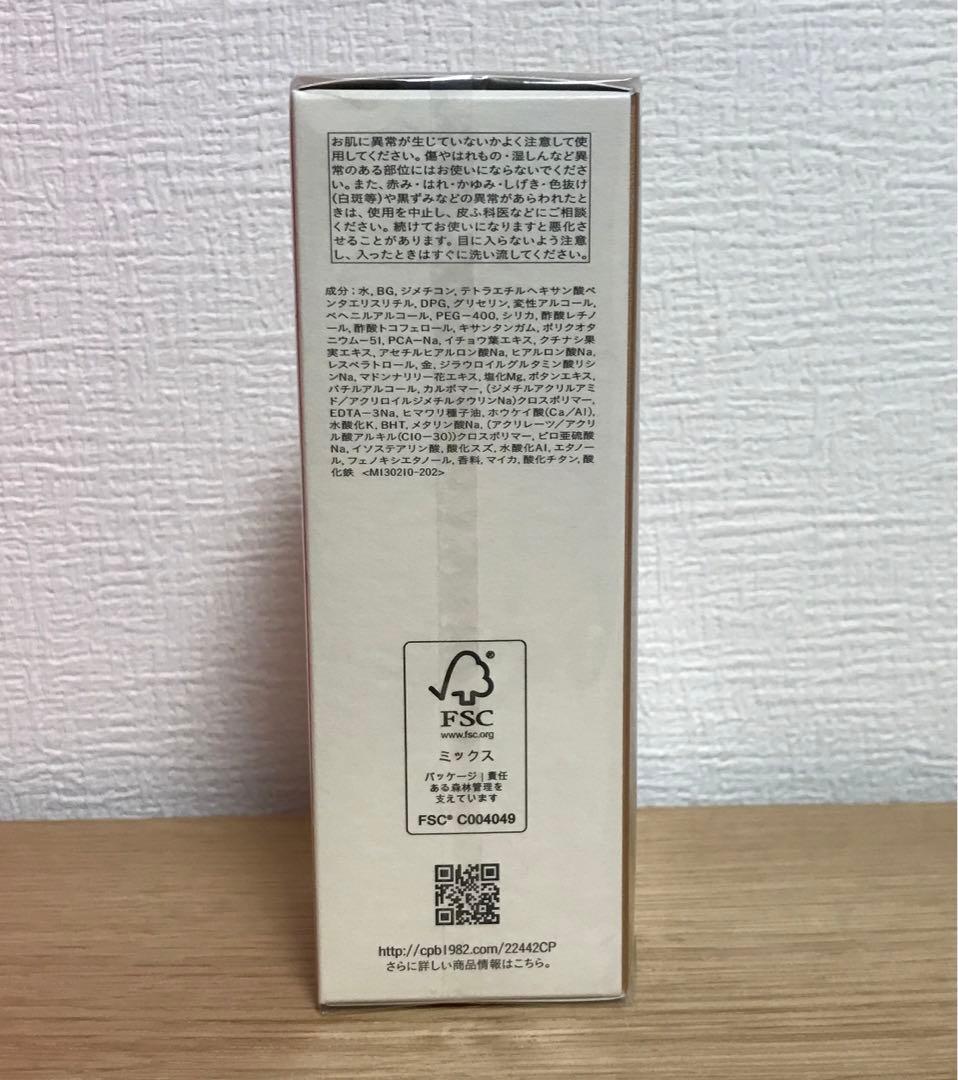 お肌に異常が生じていないかよく注意して使
用してください。傷やはれもの・湿しんなど異
常のある部位にはお使いにならないでくださ
い。また、赤み・はれ・かゆみ・しげき・色抜け
(白斑等)や黒ずみなどの異常があらわれたと
きは、使用を中止し、皮ふ科医などにご相談
ください。続けてお使いになりますと悪化さ
せることがあります。目に入らないよう注意
し、入ったときはすぐに洗い流してください。
成分:水, BG, ジメチコン, テトラエチルヘキサン酸ペ
ンタエリスリチル, DPG, グリセリン, 変性アルコール,
ベヘニルアルコール, PEG-400, シリカ, 酢酸レチノ
ール, 酢酸トコフェロール, キサンタンガム, ポリクオタ
ニウム-51, PCA-Na, イチョウ葉エキス, クチナシ果
実エキス, アセチルヒアルロン酸Na, ヒアルロン酸Na,
レスベラトロール, 金, ジラウロイルグルタミン酸リシ
ンNa, マドンナリリー花エキス, 塩化Mg, ボタンエキス,
バチルアルコール, カルボマー, (ジメチルアクリルアミ
ド/アクリロイルジメチルタウリンNa)クロスポリマー,
EDTA-3Na, ヒマワリ種子油, ホウケイ酸(Ca/Al),
水酸化K, BHT, メタリン酸Na, (アクリレーツ/アクリ
ル酸アルキル(C10-30))クロスポリマー, ピロ亜硫酸
Na, イソステアリン酸, 酸化スズ, 水酸化Al, エタノー
ル, フェノキシエタノール, 香料, マイカ, 酸化チタン, 酸
化鉄 <M130210-202>
FSC®
www.fsc.org
ミックス
パッケージ | 責任
ある森林管理を
支えています
FSC® C004049
http://cpb1982.com/22442CP
さらに詳しい商品情報はこちら。